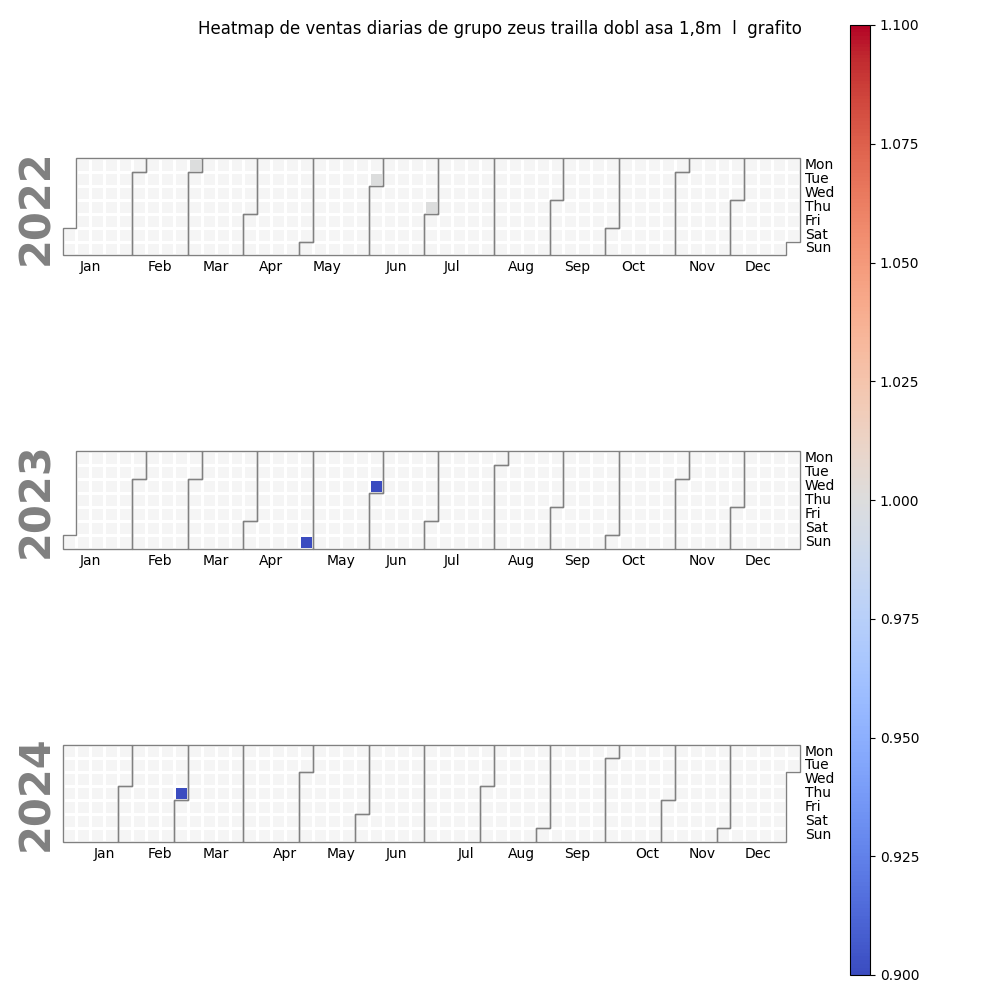 Heatmap de ventas diarias de grupo zeus trailla dobl asa 1,8m  l  grafito
2022
Mon
Tue
Wed
Thu
Fri
Sat
Sun
Jan Feb Mar Apr May Jun Jul Aug Sep Oct Nov Dec
2023
Mon
Tue
Wed
Thu
Fri
Sat
Sun
Jan Feb Mar Apr May Jun Jul Aug Sep Oct Nov Dec
2024
Mon
Tue
Wed
Thu
Fri
Sat
Sun
Jan Feb Mar Apr May Jun Jul Aug Sep Oct Nov Dec
1.100
1.075
1.050
1.025
1.000
0.975
0.950
0.925
0.900